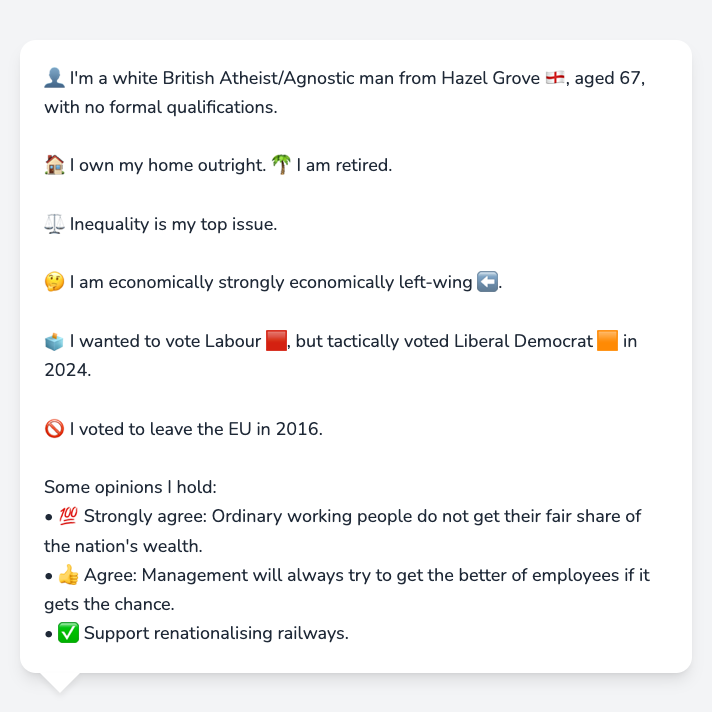 👤 I'm a white British Atheist/Agnostic man from Hazel Grove 🏴󠁧󠁢󠁥󠁮󠁧󠁿, aged 67,
with no formal qualifications.
🏠 I own my home outright. 🌴 I am retired.
⚖️ Inequality is my top issue.
🤔 I am economically strongly economically left-wing ⬅️.
🗳️ I wanted to vote Labour 🟥, but tactically voted Liberal Democrat 🟧 in
2024.
🚫 I voted to leave the EU in 2016.
Some opinions I hold:
• 💯 Strongly agree: Ordinary working people do not get their fair share of
the nation's wealth.
• 👍 Agree: Management will always try to get the better of employees if it
gets the chance.
• ✅ Support renationalising railways.